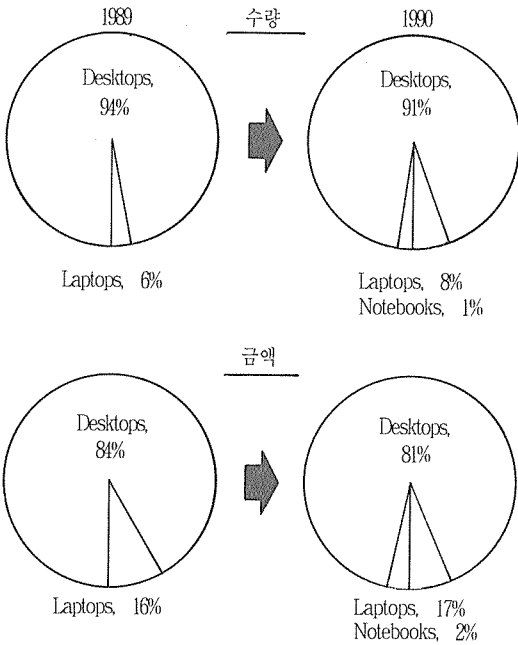 1989
수량
1990
Desktops,
94%
Desktops,
91%
Laptops, 6%
Laptops, 8%
Notebooks, 1%
금액
Desktops,
84%
Desktops,
81%
Laptops, 16%
Laptops, 17%
Notebooks, 2%